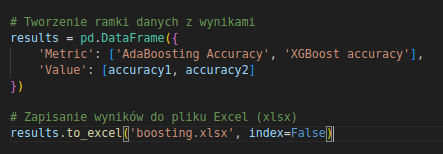 # Tworzenie ramki danych z wynikami
results = pd.DataFrame({
    'Metric': ['AdaBoosting Accuracy', 'XGBoost accuracy'],
    'Value': [accuracy1, accuracy2]
})
# Zapisanie wyników do pliku Excel (xlsx)
results.to_excel('boosting.xlsx', index=False)